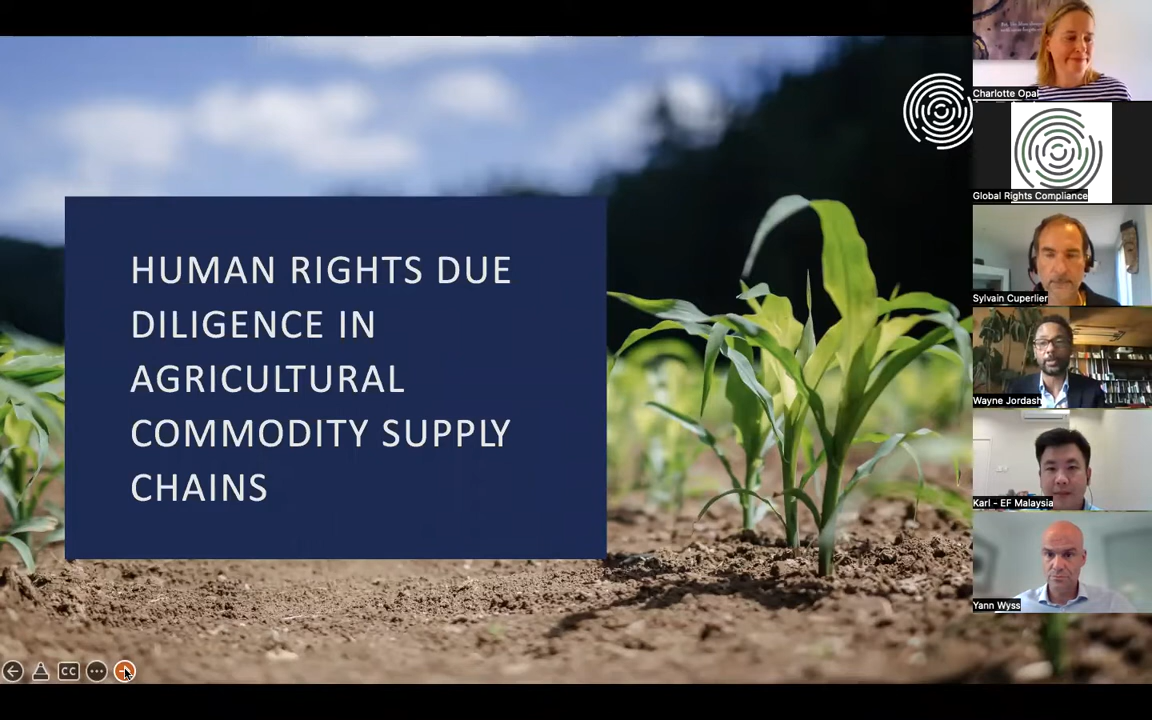 HUMAN RIGHTS DUE
DILIGENCE IN
AGRICULTURAL
COMMODITY SUPPLY
CHAINS
Charlotte Opal
Global Rights Compliance
Sylvain Cuperlier
Wayne Jordash
Karl - EF Malaysia
Yann Wyss
CC